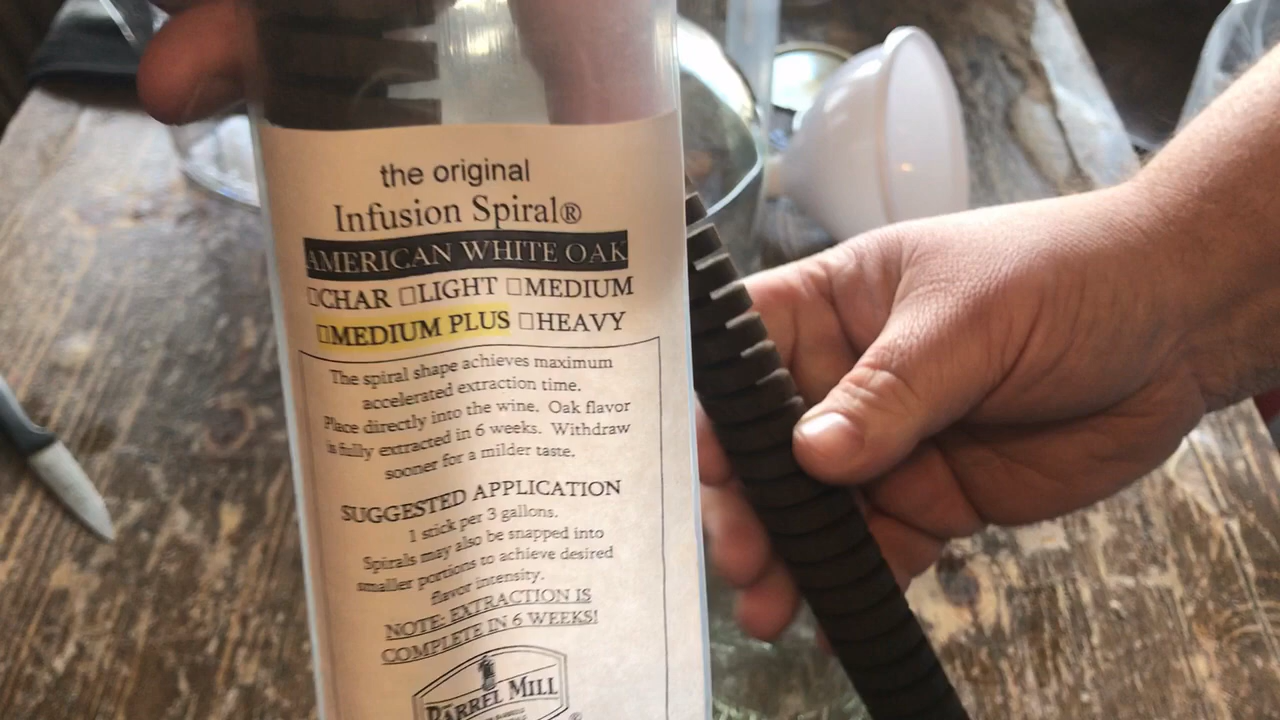 the original
Infusion Spiral®
AMERICAN WHITE OAK
☐CHAR ☐LIGHT ☐MEDIUM
☐MEDIUM PLUS ☐HEAVY
The spiral shape achieves maximum
accelerated extraction time.
Place directly into the wine. Oak flavor
is fully extracted in 6 weeks. Withdraw
sooner for a milder taste.
SUGGESTED APPLICATION
1 stick per 3 gallons.
Spirals may also be snapped into
smaller portions to achieve desired
flavor intensity.
NOTE: EXTRACTION IS
COMPLETE IN 6 WEEKS!
BARREL MILL
®